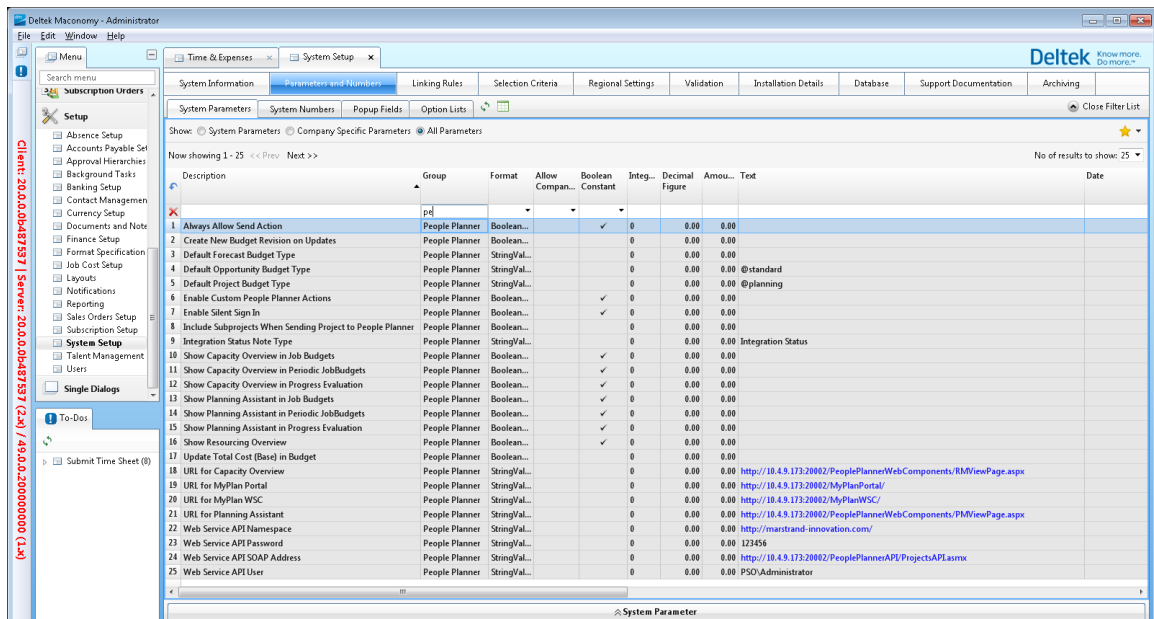 Deltek Maconomy - Administrator
File Edit Window Help
Menu
Time & Expenses
System Setup
Deltek Know more. Do more.™
Search menu
System Information Parameters and Numbers Linking Rules Selection Criteria Regional Settings Validation Installation Details Database Support Documentation Archiving
Subscription Orders
System Parameters System Numbers Popup Fields Option Lists Close Filter List
Setup
Show: System Parameters Company Specific Parameters All Parameters
Now showing 1 - 25 << Prev Next >> No of results to show: 25
Absence Setup
Accounts Payable Set
Approval Hierarchies
Background Tasks
Banking Setup
Contact Managemen
Currency Setup
Documents and Note
Finance Setup
Format Specification
Job Cost Setup
Layouts
Notifications
Reporting
Sales Orders Setup
Subscription Setup
System Setup
Talent Management
Users
Single Dialogs
To-Dos
Submit Time Sheet (8)
Client: 20.0.0.0b487537 | Server: 20.0.0.0b487537 (2.x) / 49.0.0.200000000 (1.x)
Description Group Format Allow Compan... Boolean Constant Integ... Decimal Figure Amou... Text Date
pe
1 Always Allow Send Action People Planner Boolean... ✓ 0 0.00 0.00
2 Create New Budget Revision on Updates People Planner Boolean... 0 0.00 0.00
3 Default Forecast Budget Type People Planner StringVal... 0 0.00 0.00
4 Default Opportunity Budget Type People Planner StringVal... 0 0.00 0.00 @standard
5 Default Project Budget Type People Planner StringVal... 0 0.00 0.00 @planning
6 Enable Custom People Planner Actions People Planner Boolean... ✓ 0 0.00 0.00
7 Enable Silent Sign In People Planner Boolean... ✓ 0 0.00 0.00
8 Include Subprojects When Sending Project to People Planner People Planner Boolean... 0 0.00 0.00
9 Integration Status Note Type People Planner StringVal... 0 0.00 0.00 Integration Status
10 Show Capacity Overview in Job Budgets People Planner Boolean... ✓ 0 0.00 0.00
11 Show Capacity Overview in Periodic JobBudgets People Planner Boolean... ✓ 0 0.00 0.00
12 Show Capacity Overview in Progress Evaluation People Planner Boolean... ✓ 0 0.00 0.00
13 Show Planning Assistant in Job Budgets People Planner Boolean... ✓ 0 0.00 0.00
14 Show Planning Assistant in Periodic JobBudgets People Planner Boolean... ✓ 0 0.00 0.00
15 Show Planning Assistant in Progress Evaluation People Planner Boolean... ✓ 0 0.00 0.00
16 Show Resourcing Overview People Planner Boolean... ✓ 0 0.00 0.00
17 Update Total Cost (Base) in Budget People Planner Boolean... 0 0.00 0.00
18 URL for Capacity Overview People Planner StringVal... 0 0.00 0.00 http://10.4.9.173:20002/PeoplePlannerWebComponents/RMViewPage.aspx
19 URL for MyPlan Portal People Planner StringVal... 0 0.00 0.00 http://10.4.9.173:20002/MyPlanPortal/
20 URL for MyPlan WSC People Planner StringVal... 0 0.00 0.00 http://10.4.9.173:20002/MyPlanWSC/
21 URL for Planning Assistant People Planner StringVal... 0 0.00 0.00 http://10.4.9.173:20002/PeoplePlannerWebComponents/PMViewPage.aspx
22 Web Service API Namespace People Planner StringVal... 0 0.00 0.00 http://marstrand-innovation.com/
23 Web Service API Password People Planner StringVal... 0 0.00 0.00 123456
24 Web Service API SOAP Address People Planner StringVal... 0 0.00 0.00 http://10.4.9.173:20002/PeoplePlannerAPI/ProjectsAPI.asmx
25 Web Service API User People Planner StringVal... 0 0.00 0.00 PSO\Administrator
System Parameter